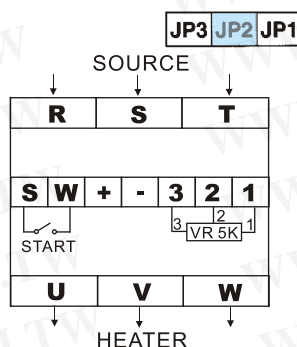 JP3 JP2 JP1
SOURCE
R S T
S W + - 3 2 1
3 2 1
VR 5K
START
U V W
HEATER